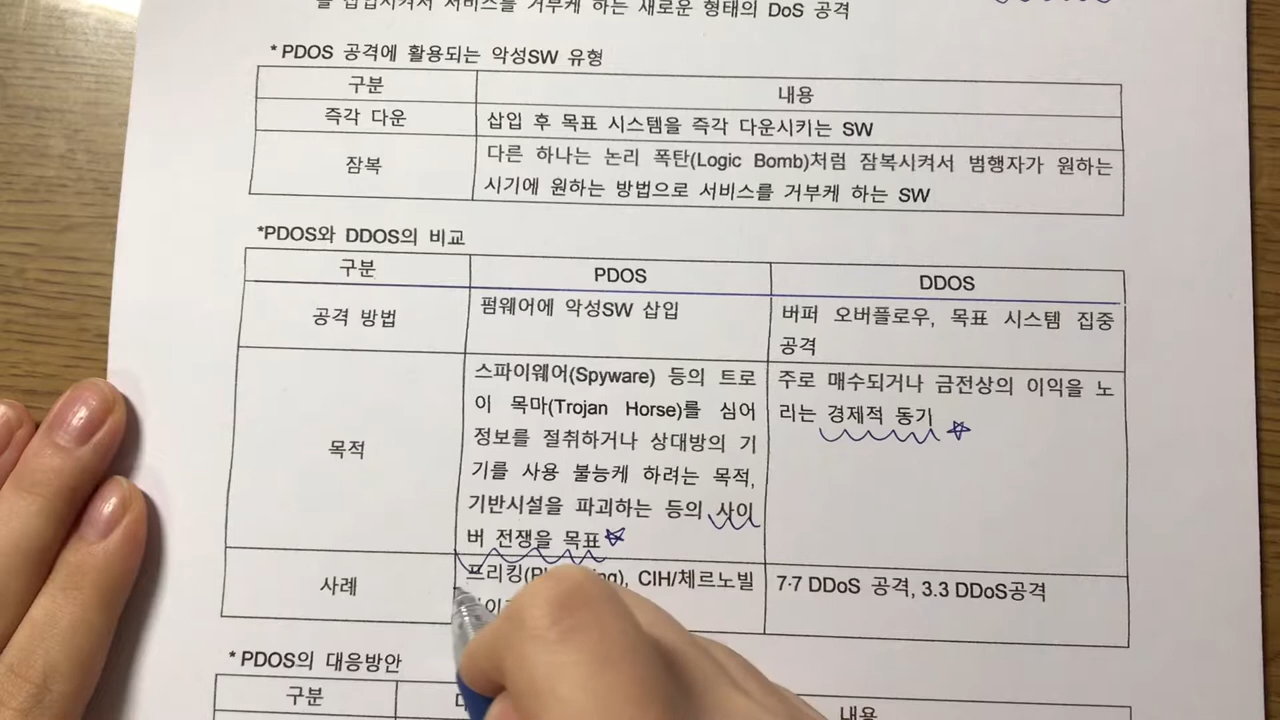 을 삽입시켜서 서비스를 거부케 하는 새로운 형태의 DoS 공격
* PDOS 공격에 활용되는 악성SW 유형
구분 내용
즉각 다운 삽입 후 목표 시스템을 즉각 다운시키는 SW
잠복 다른 하나는 논리 폭탄(Logic Bomb)처럼 잠복시켜서 범행자가 원하는
시기에 원하는 방법으로 서비스를 거부케 하는 SW
*PDOS와 DDOS의 비교
구분 PDOS DDOS
공격 방법 펌웨어에 악성SW 삽입 버퍼 오버플로우, 목표 시스템 집중
공격
목적
스파이웨어(Spyware) 등의 트로
이 목마(Trojan Horse)를 심어
정보를 절취하거나 상대방의 기
기를 사용 불능케 하려는 목적,
기반시설을 파괴하는 등의 사이
버 전쟁을 목표
주로 매수되거나 금전상의 이익을 노
리는 경제적 동기
사례 프리킹 CIH/체르노빌 7·7 DDoS 공격, 3.3 DDoS공격
* PDOS의 대응방안
구분 내용